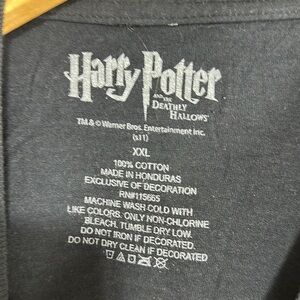 Harry Potter
AND THE
DEATHLY
HALLOWS
TM & © Warner Bros. Entertainment Inc.
(s11)
XXL
100% COTTON
MADE IN HONDURAS
EXCLUSIVE OF DECORATION
RN#115665
MACHINE WASH COLD WITH
LIKE COLORS. ONLY NON-CHLORINE
BLEACH. TUMBLE DRY LOW.
DO NOT IRON IF DECORATED.
DO NOT DRY CLEAN IF DECORATED